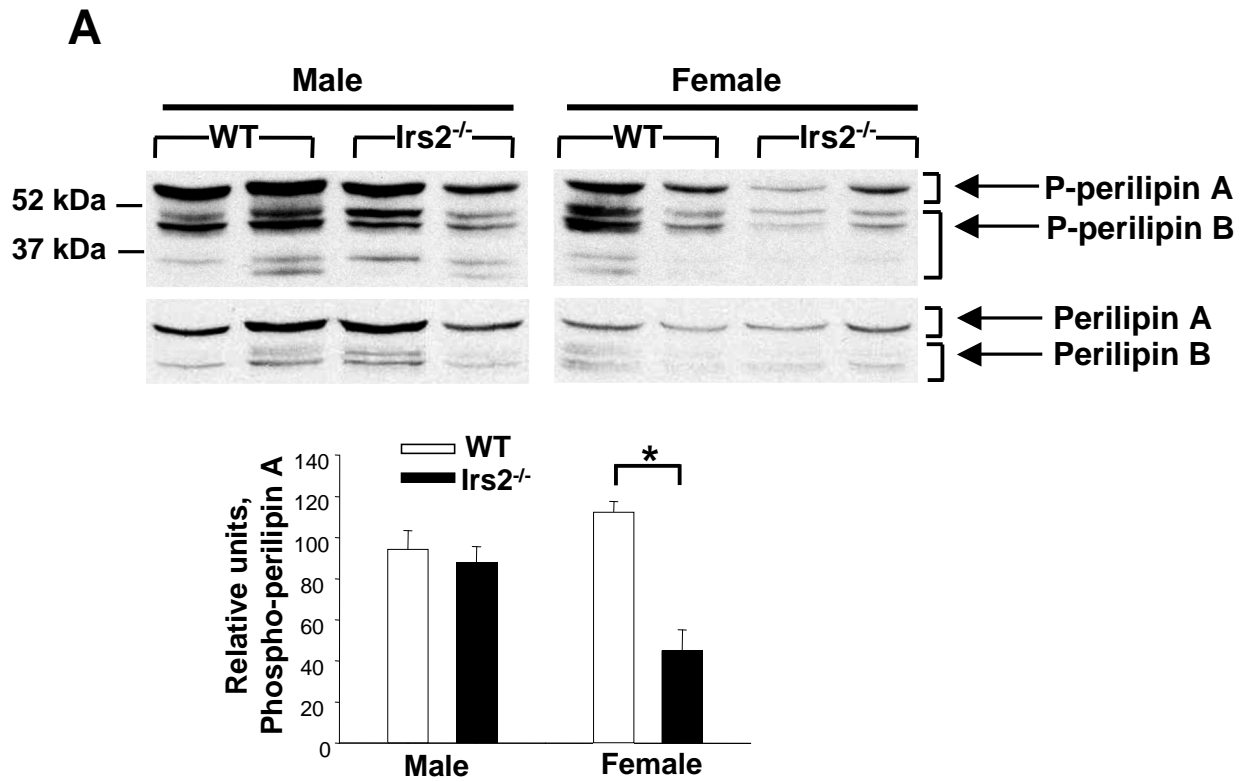 A
Male Female
WT Irs2-/- WT Irs2-/-
52 kDa
37 kDa
P-perilipin A
P-perilipin B
Perilipin A
Perilipin B
WT
Irs2-/-
*
Relative units,
Phospho-perilipin A
140
120
100
80
60
40
20
0
Male Female